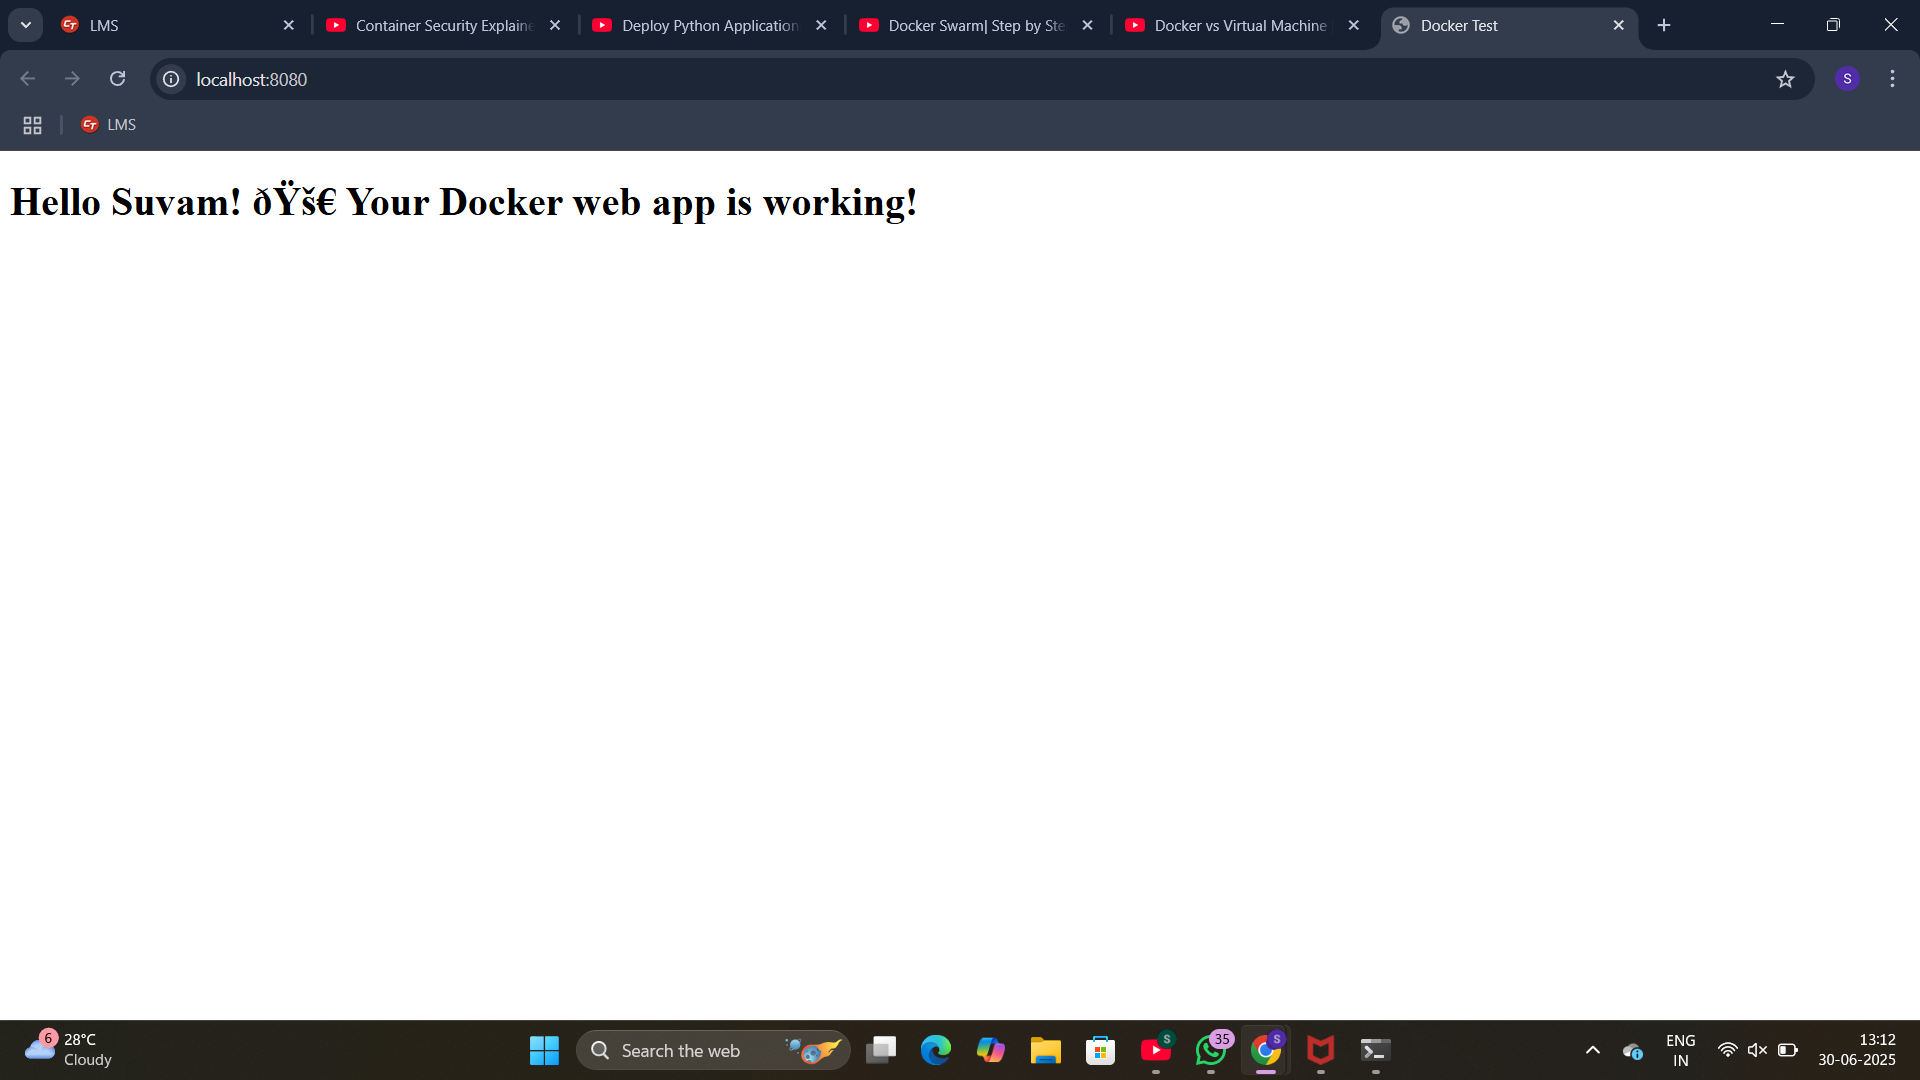 LMS
Container Security Explaine
Deploy Python Application
Docker Swarm| Step by Ste
Docker vs Virtual Machine
Docker Test
localhost:8080
S
LMS
Hello Suvam! ðŸš€ Your Docker web app is working!
6
28°C
Cloudy
Search the web
S
35
S
ENG
IN
13:12
30-06-2025